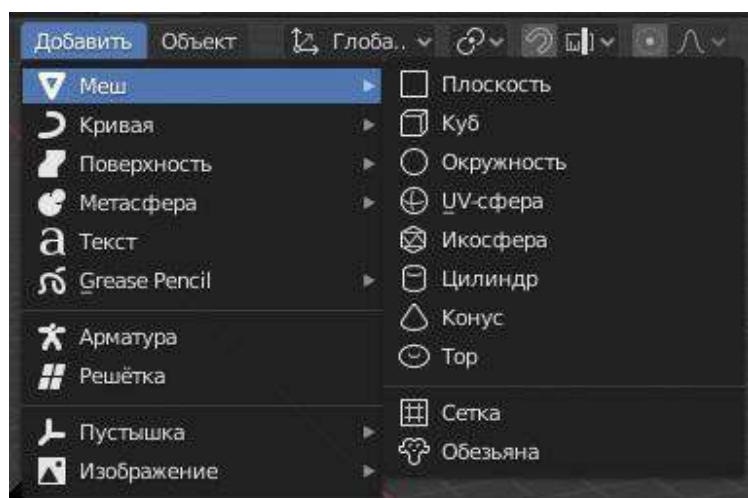 Добавить Объект Глоба..
Меш
Кривая
Поверхность
Метасфера
Текст
Grease Pencil
Арматура
Решётка
Пустышка
Изображение
Плоскость
Куб
Окружность
UV-сфера
Икосфера
Цилиндр
Конус
Тор
Сетка
Обезьяна